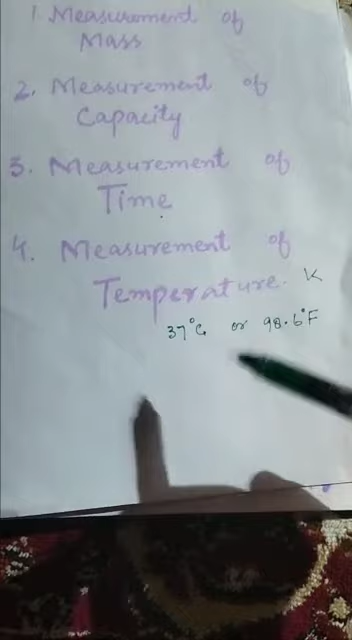 1 Measurement of
Mass
2. Measurement of
Capacity
3. Measurement of
Time
4. Measurement of
Temperature. K
37°C or 98.6°F